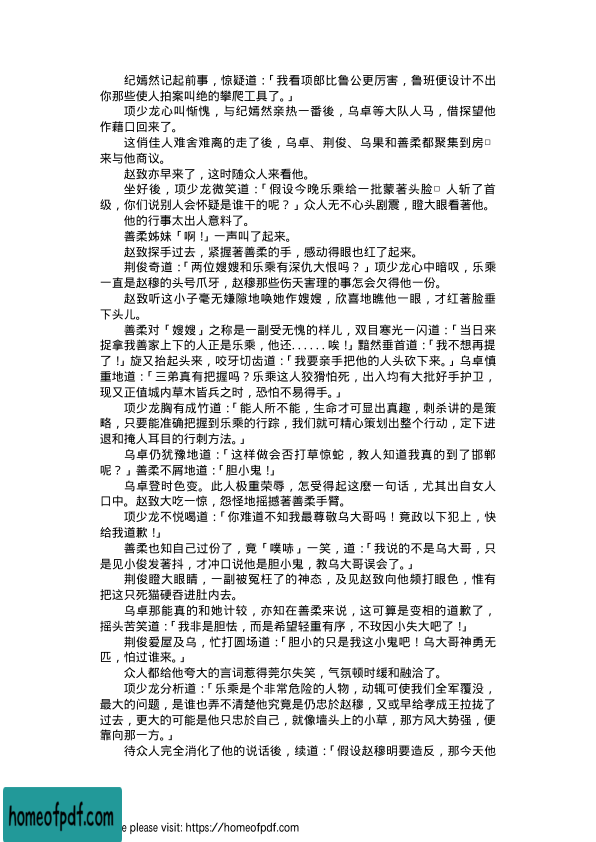 纪嫣然记起前事，惊疑道：「我看项郎比鲁公更厉害，鲁班便设计不出
你那些使人拍案叫绝的攀爬工具了。」
项少龙心叫惭愧，与纪嫣然亲热一番後，乌卓等大队人马，借探望他
作藉口回来了。
这俏佳人难舍难离的走了後，乌卓、荆俊、乌果和善柔都聚集到房□
来与他商议。
赵致亦早来了，这时随众人来看他。
坐好後，项少龙微笑道：「假设今晚乐乘给一批蒙著头脸□ 人斩了首
级，你们说别人会怀疑是谁干的呢？」众人无不心头剧震，瞪大眼看著他。
他的行事太出人意料了。
善柔姊妹「啊！」一声叫了起来。
赵致探手过去，紧握著善柔的手，感动得眼也红了起来。
荆俊奇道：「两位嫂嫂和乐乘有深仇大恨吗？」项少龙心中暗叹，乐乘
一直是赵穆的头号爪牙，赵穆那些伤天害理的事怎会欠得他一份。
赵致听这小子毫无嫌隙地唤她作嫂嫂，欣喜地瞧他一眼，才红著脸垂
下头儿。
善柔对「嫂嫂」之称是一副受无愧的样儿，双目寒光一闪道：「当日来
捉拿我善家上下的人正是乐乘，他还......唉！」黯然垂首道：「我不想再提
了！」旋又抬起头来，咬牙切齿道：「我要亲手把他的人头砍下来。」乌卓慎
重地道：「三弟真有把握吗？乐乘这人狡猾怕死，出入均有大批好手护卫，
现又正值城内草木皆兵之时，恐怕不易得手。」
项少龙胸有成竹道：「能人所不能，生命才可显出真趣，刺杀讲的是策
略，只要能准确把握到乐乘的行踪，我们就可精心策划出整个行动，定下进
退和掩人耳目的行刺方法。」
乌卓仍犹豫地道：「这样做会否打草惊蛇，教人知道我真的到了邯郸
呢？」善柔不屑地道：「胆小鬼！」
乌卓登时色变。此人极重荣辱，怎受得起这麽一句话，尤其出自女人
口中。赵致大吃一惊，怨怪地摇撼著善柔手臂。
项少龙不悦喝道：「你难道不知我最尊敬乌大哥吗！竟政以下犯上，快
给我道歉！」
善柔也知自己过份了，竟「噗哧」一笑，道：「我说的不是乌大哥，只
是见小俊发著抖，才冲口说他是胆小鬼，教乌大哥误会了。」
荆俊瞪大眼睛，一副被冤枉了的神态，及见赵致向他频打眼色，惟有
把这只死猫硬吞进肚内去。
乌卓那能真的和她计较，亦知在善柔来说，这可算是变相的道歉了，
摇头苦笑道：「我非是胆怯，而是希望轻重有序，不玫因小失大吧了！」
荆俊爱屋及乌，忙打圆场道：「胆小的只是我这小鬼吧！乌大哥神勇无
匹，怕过谁来。」
众人都给他夸大的言词惹得莞尔失笑，气氛顿时缓和融洽了。
项少龙分析道：「乐乘是个非常危险的人物，动辄可使我们全军覆没，
最大的问题，是谁也弄不清楚他究竟是仍忠於赵穆，又或早给孝成王拉拢了
过去，更大的可能是他只忠於自己，就像墙头上的小草，那方风大势强，便
靠向那一方。」
待众人完全消化了他的说话後，续道：「假设赵穆明要造反，那今天他
homeofpdf.com
e please visit: https://homeofpdf.com